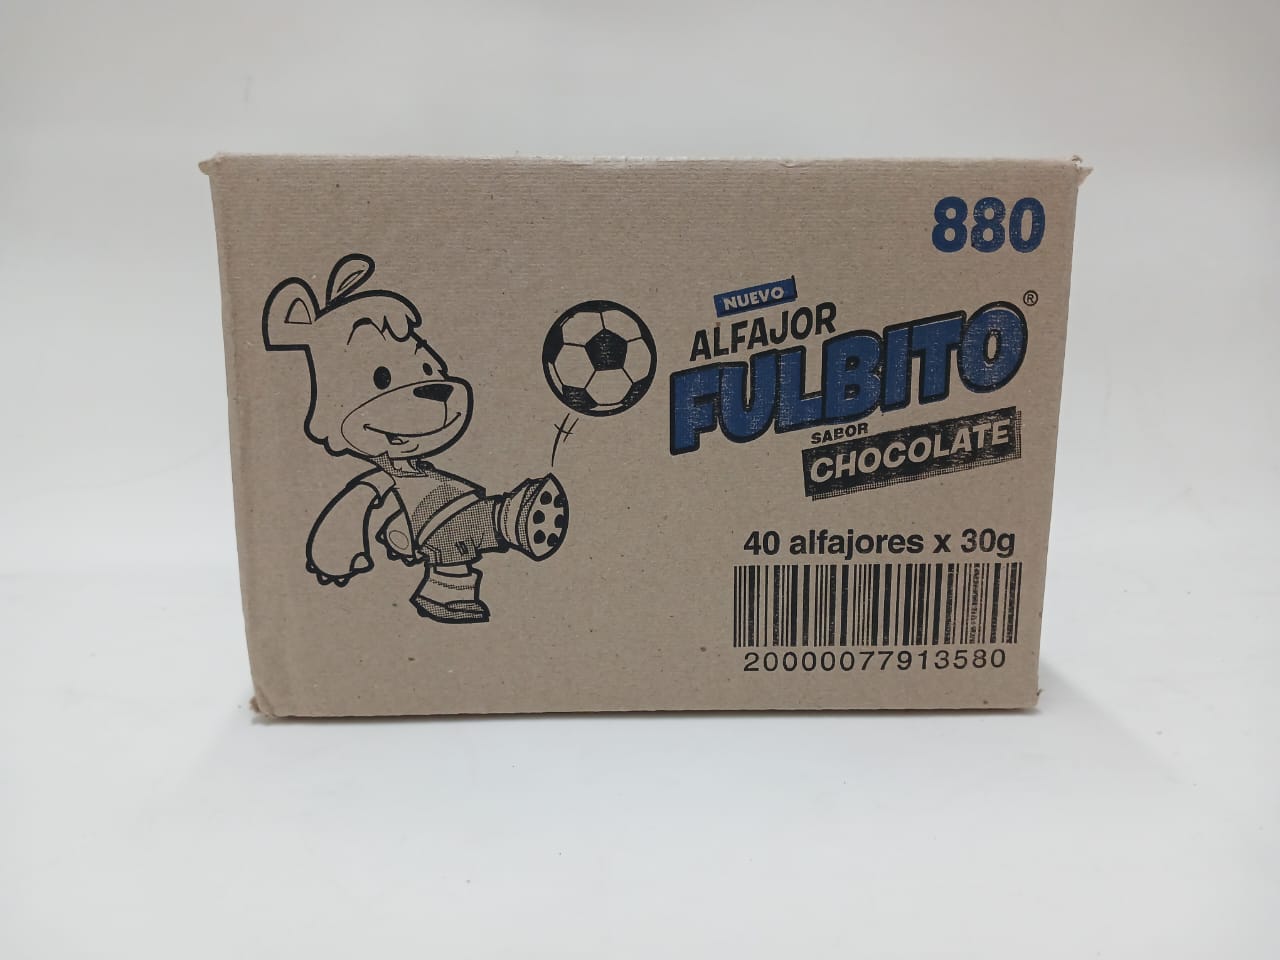 880
NUEVO
ALFAJOR
FULBITO ®
SABOR
CHOCOLATE
40 alfajores x 30g
20000077913580